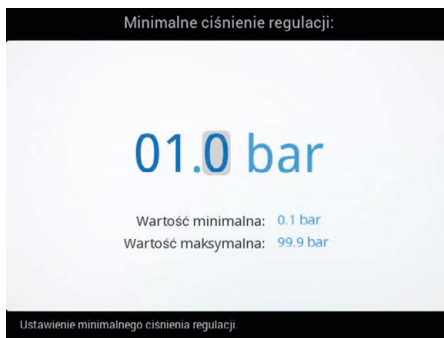 Minimalne ciśnienie regulacji:
01.0 bar
Wartość minimalna: 0.1 bar
Wartość maksymalna: 99.9 bar
Ustawienie minimalnego ciśnienia regulacji.